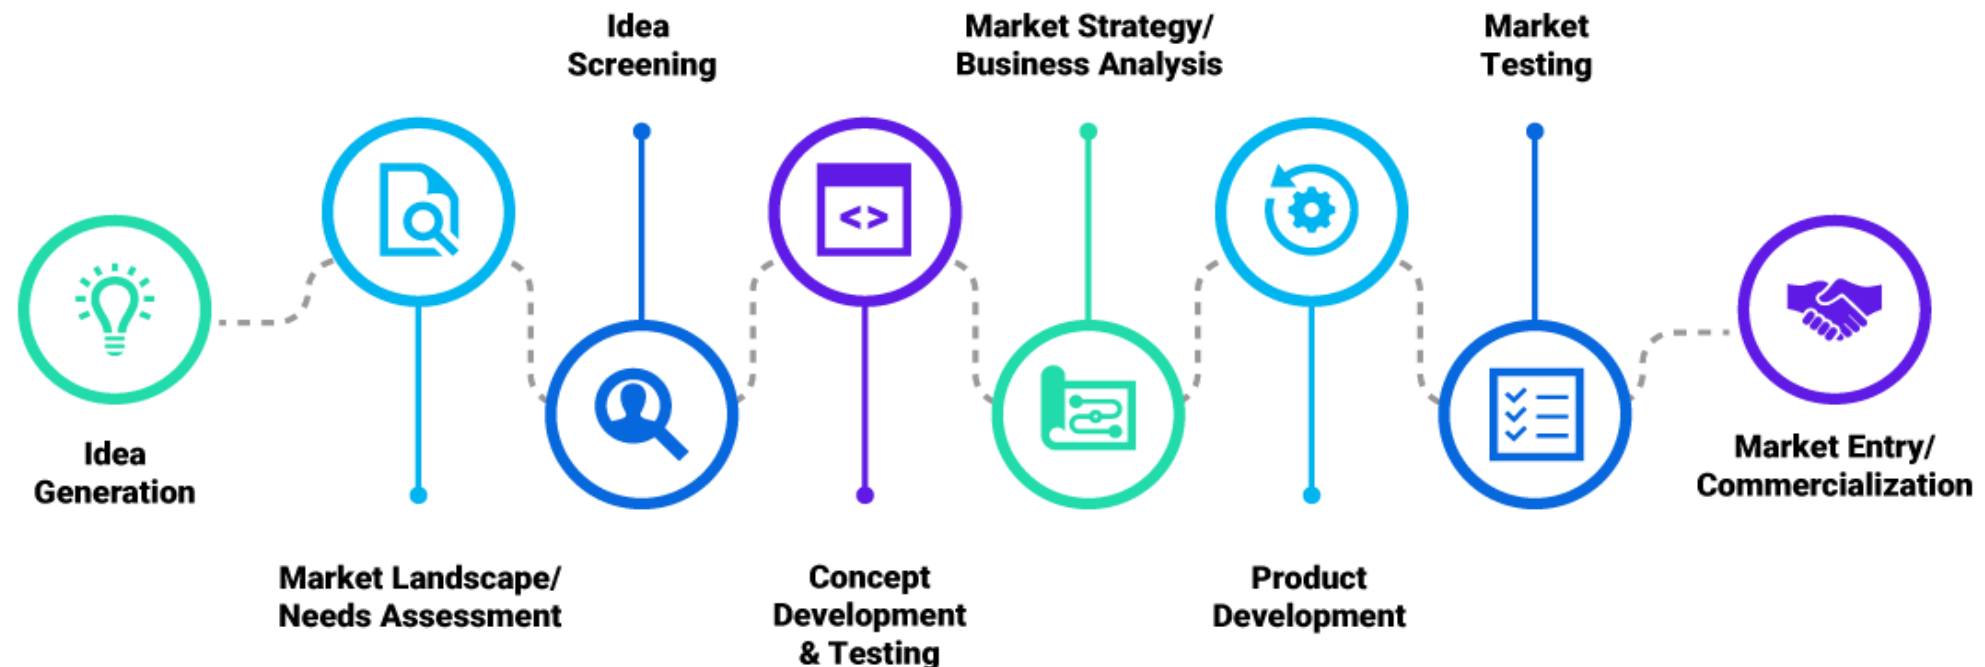 Idea
Generation
Market Landscape/
Needs Assessment
Idea
Screening
<>
Concept
Development
& Testing
Market Strategy/
Business Analysis
Product
Development
Market
Testing
Market Entry/
Commercialization